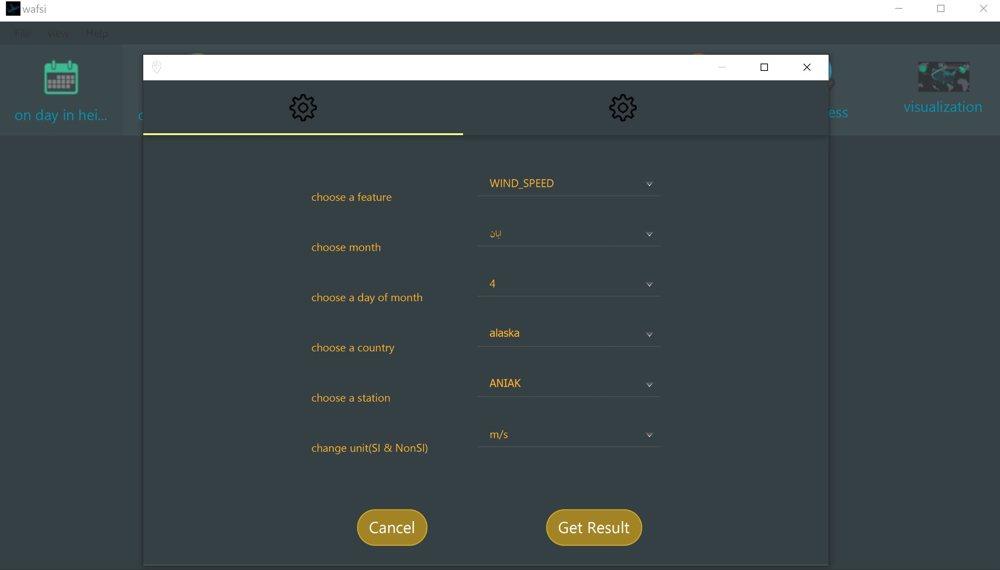 wafsi
File view Help
on day in hei...
ess
visualization
choose a feature
WIND_SPEED
choose month
ابان
choose a day of month
4
choose a country
alaska
choose a station
ANIAK
change unit(SI & NonSI)
m/s
Cancel
Get Result